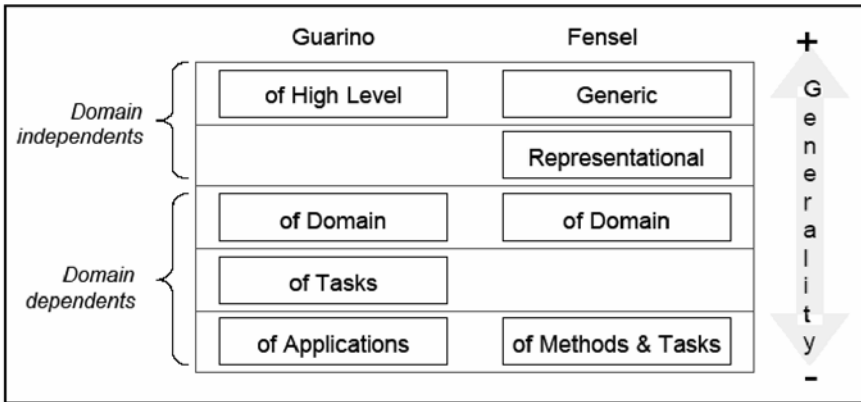 Guarino Fensel
+
of High Level Generic
Domain
independents
Representational
of Domain of Domain
of Tasks
Domain
dependents
of Applications of Methods & Tasks
Generality
-